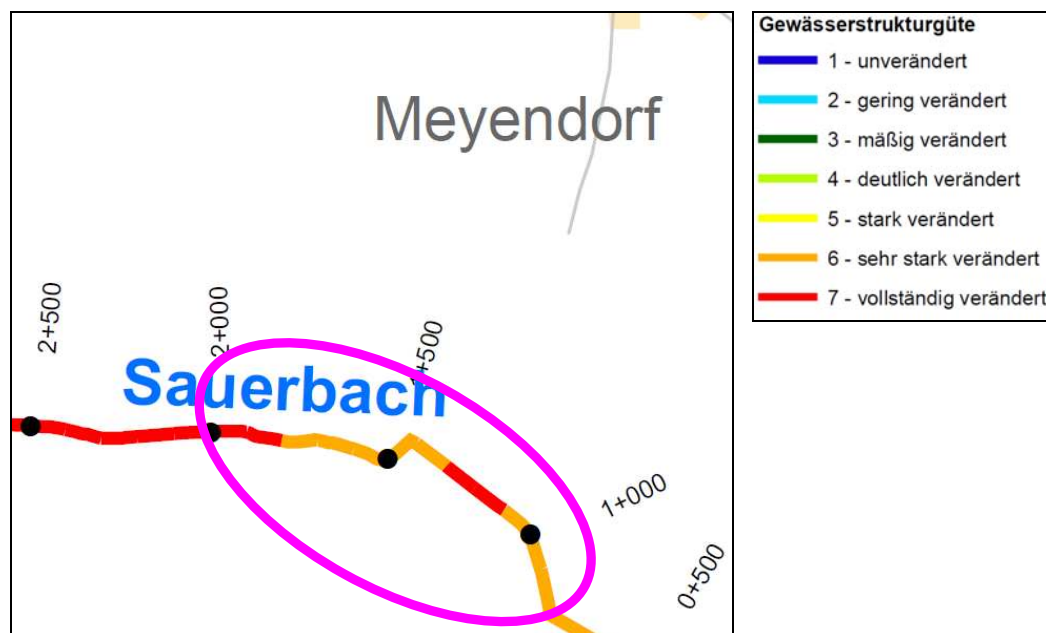 Meyendorf
2+500
2+000
1+500
Sauerbach
1+000
0+500
Gewässerstrukturgüte
1 - unverändert
2 - gering verändert
3 - mäßig verändert
4 - deutlich verändert
5 - stark verändert
6 - sehr stark verändert
7 - vollständig verändert